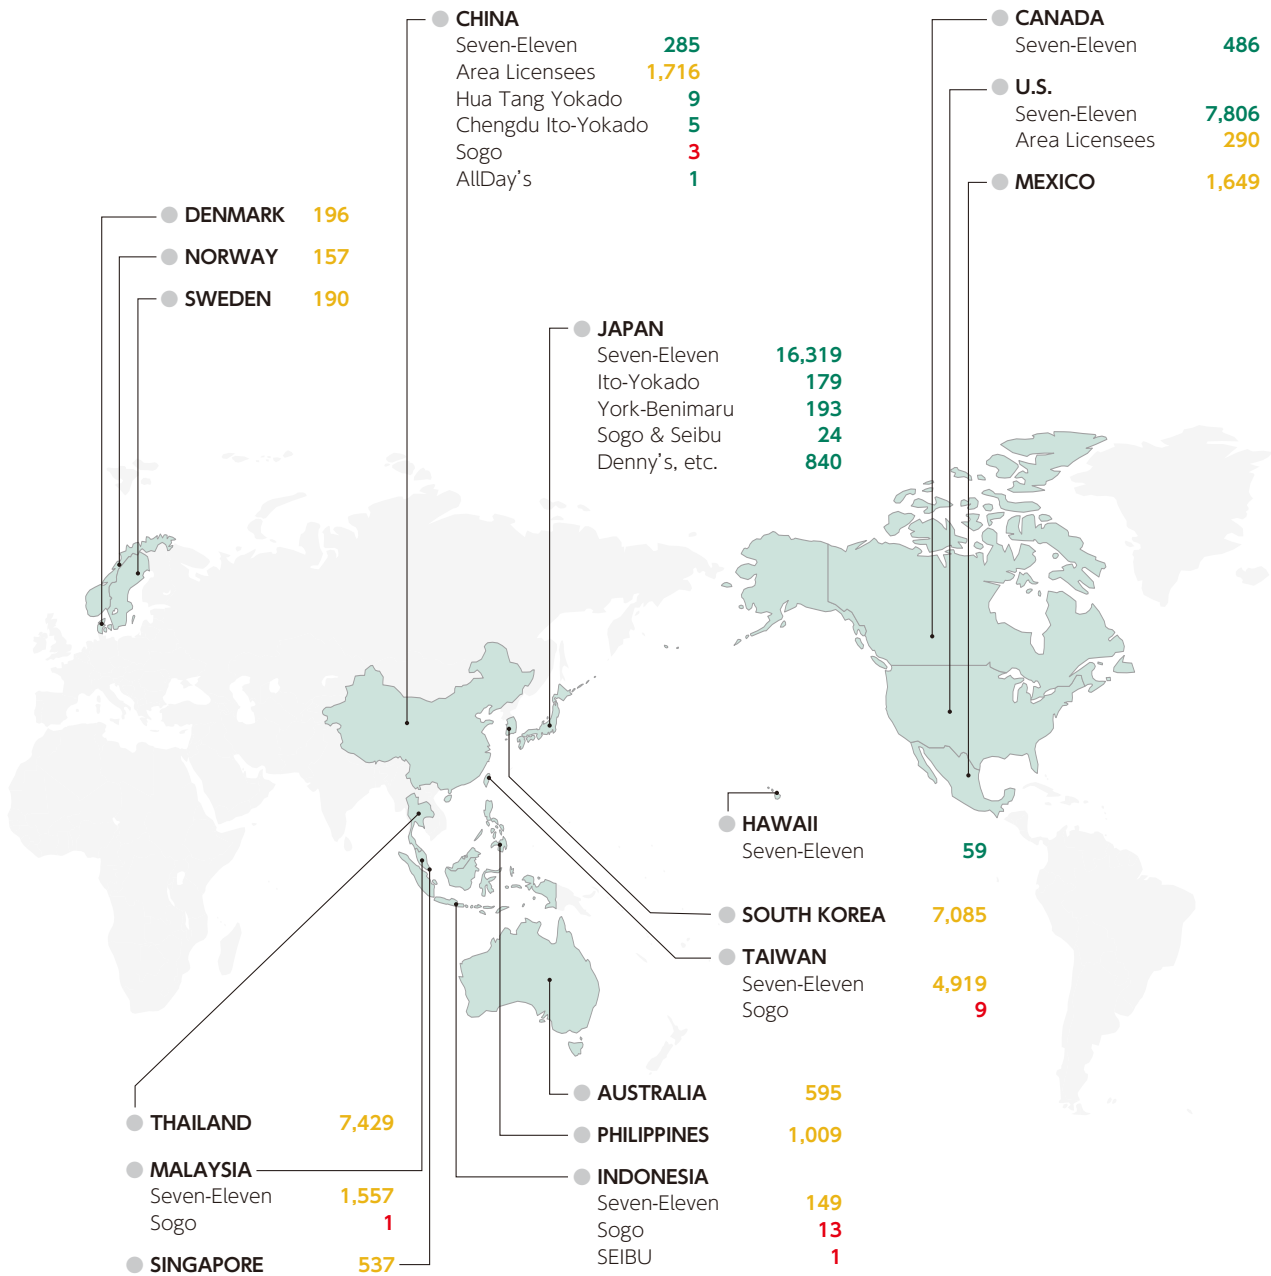 CHINA
Seven-Eleven 285
Area Licensees 1,716
Hua Tang Yokado 9
Chengdu Ito-Yokado 5
Sogo 3
AllDay's 1
CANADA
Seven-Eleven 486
U.S.
Seven-Eleven 7,806
Area Licensees 290
MEXICO 1,649
DENMARK 196
NORWAY 157
SWEDEN 190
JAPAN
Seven-Eleven 16,319
Ito-Yokado 179
York-Benimaru 193
Sogo & Seibu 24
Denny's, etc. 840
HAWAII
Seven-Eleven 59
SOUTH KOREA 7,085
TAIWAN
Seven-Eleven 4,919
Sogo 9
THAILAND 7,429
MALAYSIA
Seven-Eleven 1,557
Sogo 1
SINGAPORE 537
AUSTRALIA 595
PHILIPPINES 1,009
INDONESIA
Seven-Eleven 149
Sogo 13
SEIBU 1